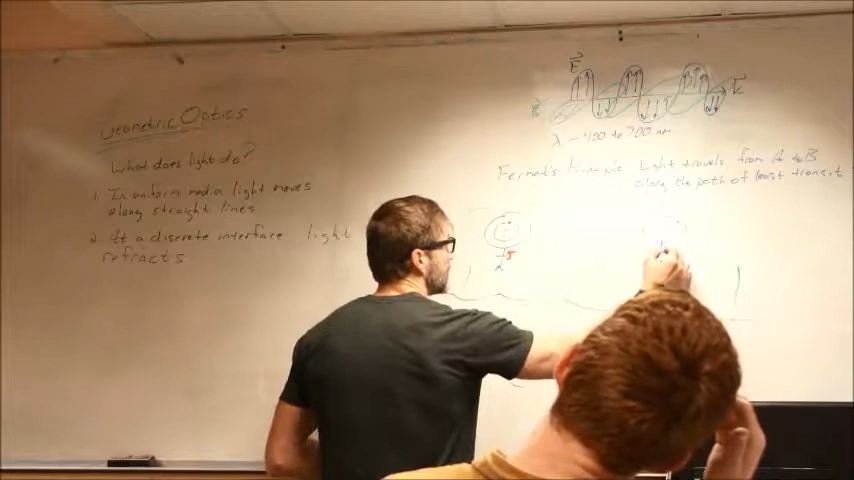 Geometric Optics
What does light do?
1. In uniform media light moves
along straight lines
2. At a discrete interface light
refracts
E
k
λ ~ 400 to 700 nm
Fermat's Principle Light travels from A to B
along the path of least transit